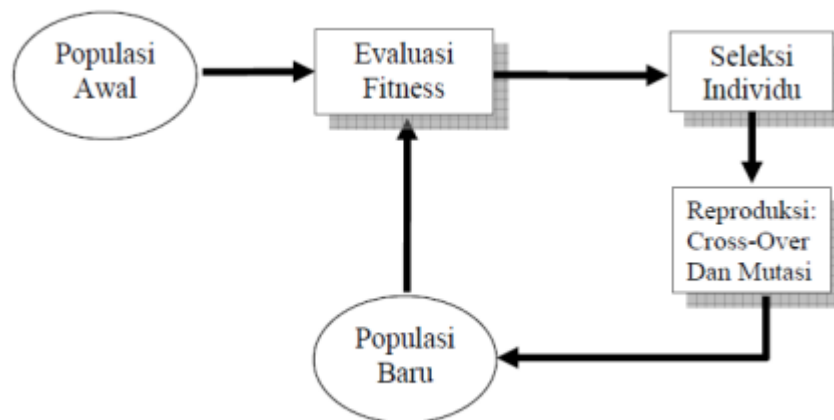 Populasi
Awal
Evaluasi
Fitness
Seleksi
Individu
Reproduksi:
Cross-Over
Dan Mutasi
Populasi
Baru